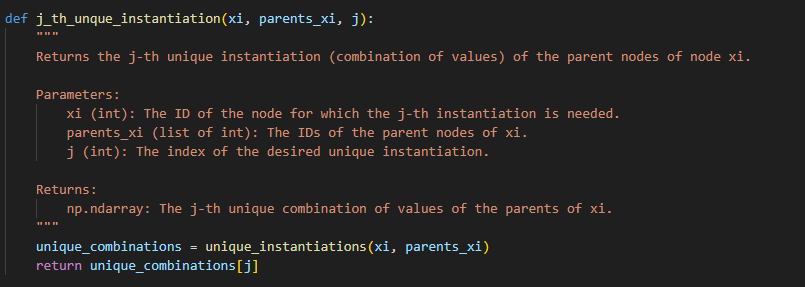 def j_th_unque_instantiation(xi, parents_xi, j):
"""
Returns the j-th unique instantiation (combination of values) of the parent nodes of node xi.
Parameters:
xi (int): The ID of the node for which the j-th instantiation is needed.
parents_xi (list of int): The IDs of the parent nodes of xi.
j (int): The index of the desired unique instantiation.
Returns:
np.ndarray: The j-th unique combination of values of the parents of xi.
"""
unique_combinations = unique_instantiations(xi, parents_xi)
return unique_combinations[j]